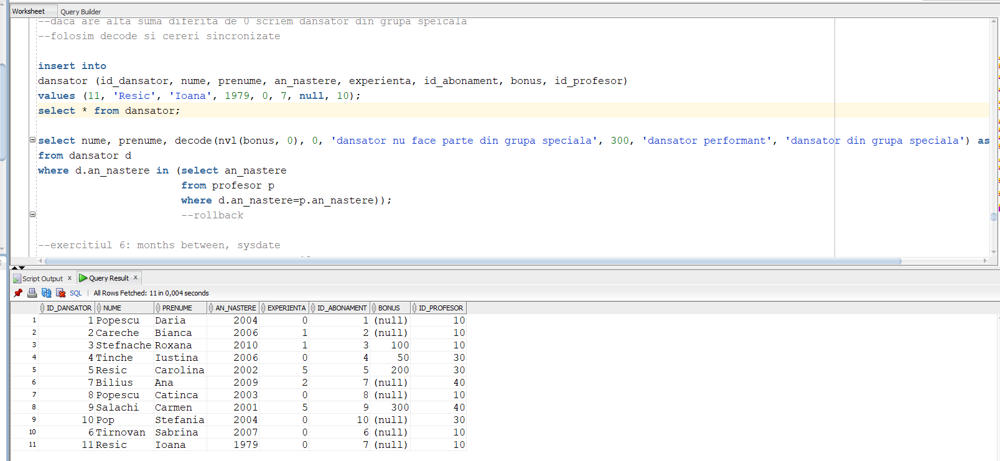 Worksheet Query Builder
--daca are alta suma diferita de 0 scriem dansator din grupa speicala
--folosim decode si cereri sincronizate
insert into
dansator (id_dansator, nume, prenume, an_nastere, experienta, id_abonament, bonus, id_profesor)
values (11, 'Resic', 'Ioana', 1979, 0, 7, null, 10);
select * from dansator;
select nume, prenume, decode(nvl(bonus, 0), 0, 'dansator nu face parte din grupa speciala', 300, 'dansator performant', 'dansator din grupa speciala') as
from dansator d
where d.an_nastere in (select an_nastere
from profesor p
where d.an_nastere=p.an_nastere));
--rollback
--exercitiul 6: months between, sysdate
Script Output x Query Result x
SQL | All Rows Fetched: 11 in 0,004 seconds
ID_DANSATOR NUME PRENUME AN_NASTERE EXPERIENTA ID_ABONAMENT BONUS ID_PROFESOR
1 1 Popescu Daria 2004 0 1 (null) 10
2 2 Careche Bianca 2006 1 2 (null) 10
3 3 Stefnache Roxana 2010 1 3 100 10
4 4 Tinche Iustina 2006 0 4 50 30
5 5 Resic Carolina 2002 5 5 200 30
6 7 Bilius Ana 2009 2 7 (null) 40
7 8 Popescu Catinca 2003 0 8 (null) 10
8 9 Salachi Carmen 2001 5 9 300 40
9 10 Pop Stefania 2004 0 10 (null) 30
10 6 Tirnovan Sabrina 2007 0 6 (null) 10
11 11 Resic Ioana 1979 0 7 (null) 10